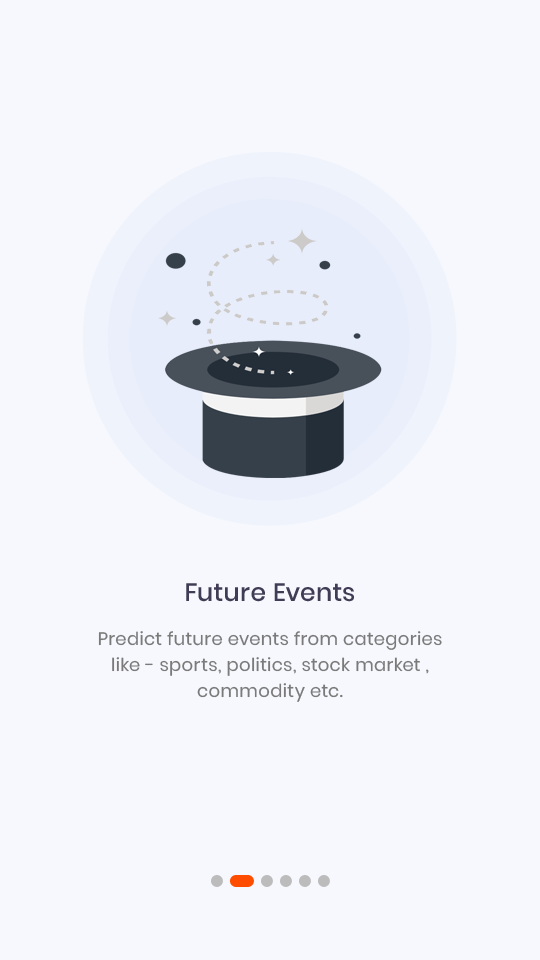 Future Events
Predict future events from categories
like - sports, politics, stock market ,
commodity etc.